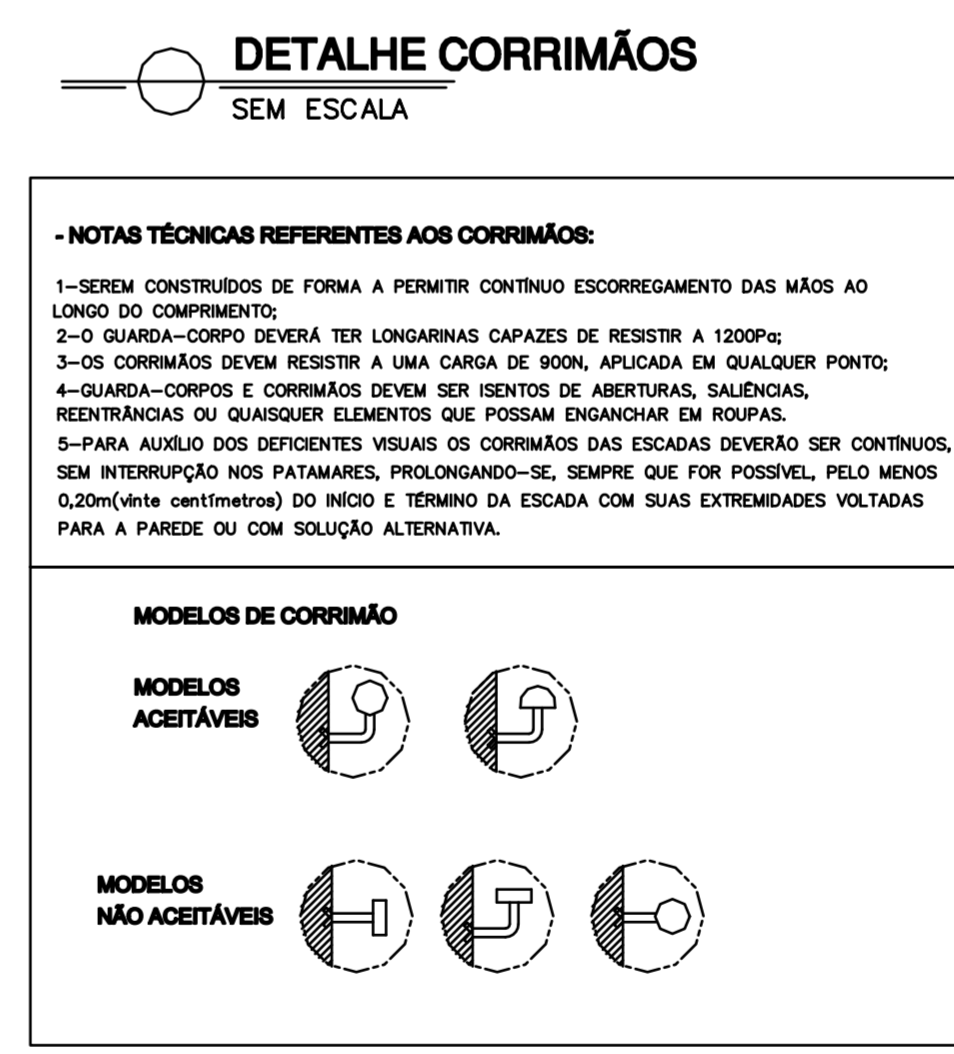 DETALHE CORRIMÃOS
SEM ESCALA
- NOTAS TÉCNICAS REFERENTES AOS CORRIMÃOS:
1-SEREM CONSTRUÍDOS DE FORMA A PERMITIR CONTÍNUO ESCORREGAMENTO DAS MÃOS AO
LONGO DO COMPRIMENTO;
2-O GUARDA-CORPO DEVERÁ TER LONGARINAS CAPAZES DE RESISTIR A 1200Pa;
3-OS CORRIMÃOS DEVEM RESISTIR A UMA CARGA DE 900N, APLICADA EM QUALQUER PONTO;
4-GUARDA-CORPOS E CORRIMÃOS DEVEM SER ISENTOS DE ABERTURAS, SALIÊNCIAS,
REENTRÂNCIAS OU QUAISQUER ELEMENTOS QUE POSSAM ENGANCHAR EM ROUPAS.
5-PARA AUXÍLIO DOS DEFICIENTES VISUAIS OS CORRIMÃOS DAS ESCADAS DEVERÃO SER CONTÍNUOS,
SEM INTERRUPÇÃO NOS PATAMARES, PROLONGANDO-SE, SEMPRE QUE FOR POSSÍVEL, PELO MENOS
0,20m(vinte centímetros) DO INÍCIO E TÉRMINO DA ESCADA COM SUAS EXTREMIDADES VOLTADAS
PARA A PAREDE OU COM SOLUÇÃO ALTERNATIVA.
MODELOS DE CORRIMÃO
MODELOS
ACEITÁVEIS
MODELOS
NÃO ACEITÁVEIS